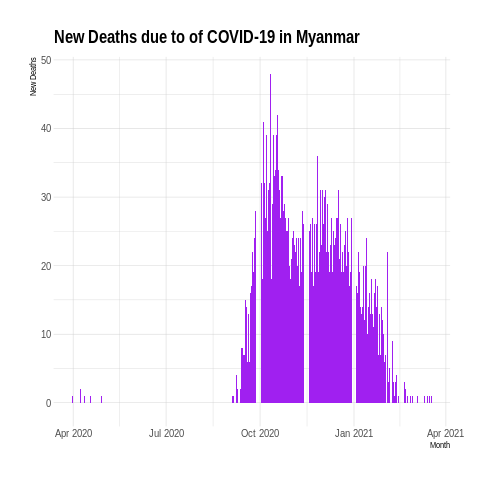 New Deaths due to of COVID-19 in Myanmar
New Deaths
50
40
30
20
10
0
Apr 2020
Jul 2020
Oct 2020
Jan 2021
Apr 2021
Month